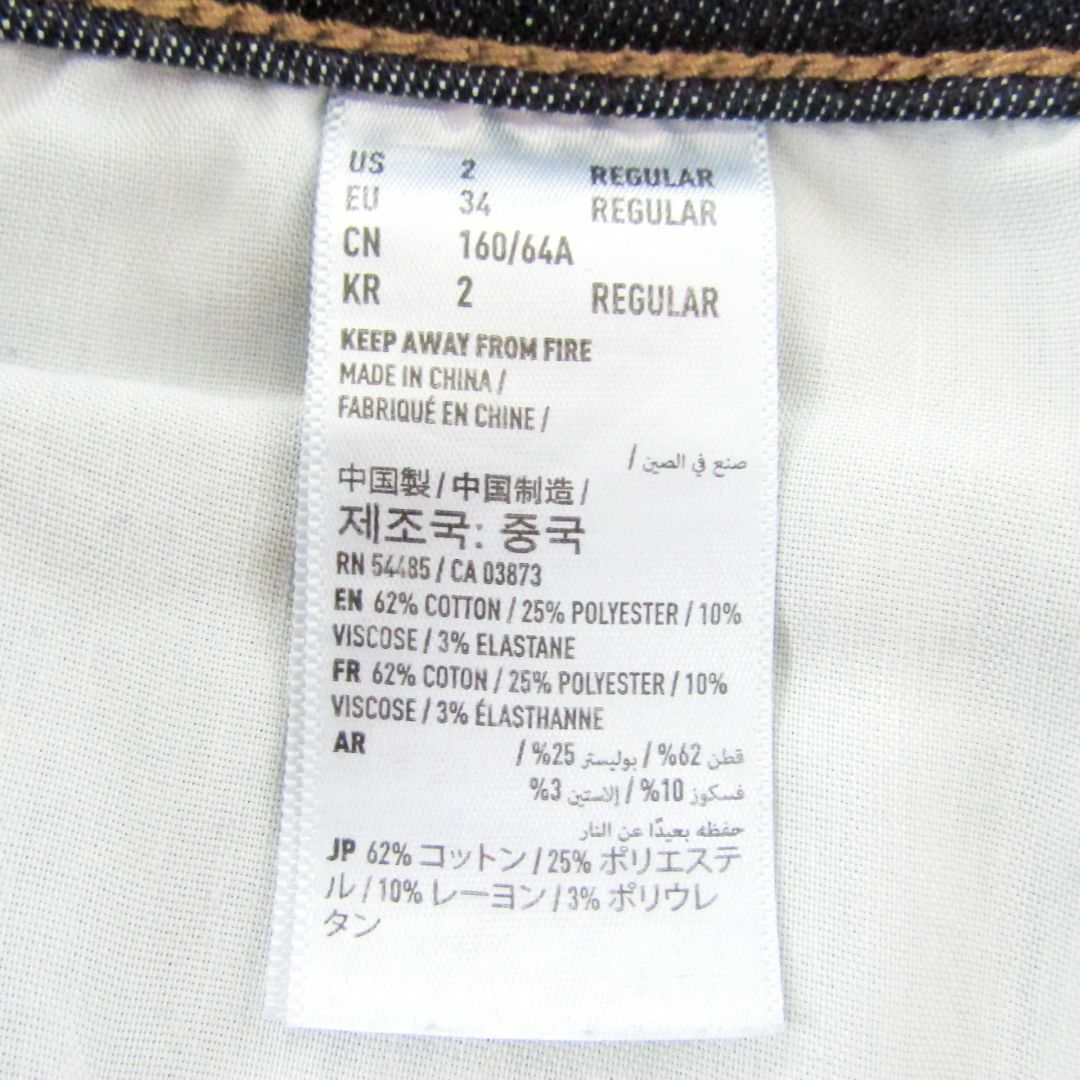 US 2 REGULAR
EU 34 REGULAR
CN 160/64A
KR 2 REGULAR
KEEP AWAY FROM FIRE
MADE IN CHINA /
FABRIQUÉ EN CHINE /
صنع في الصين /
中国製 / 中国制造 /
제조국: 중국
RN 54485 / CA 03873
EN 62% COTTON / 25% POLYESTER / 10%
VISCOSE / 3% ELASTANE
FR 62% COTON / 25% POLYESTER / 10%
VISCOSE / 3% ÉLASTHANNE
AR قطن 62% / بوليستر 25% /
فسكوز 10% / إلاستين 3%
حفظه بعيدًا عن النار
JP 62% コットン / 25% ポリエステ
ル / 10% レーヨン / 3% ポリウレ
タン